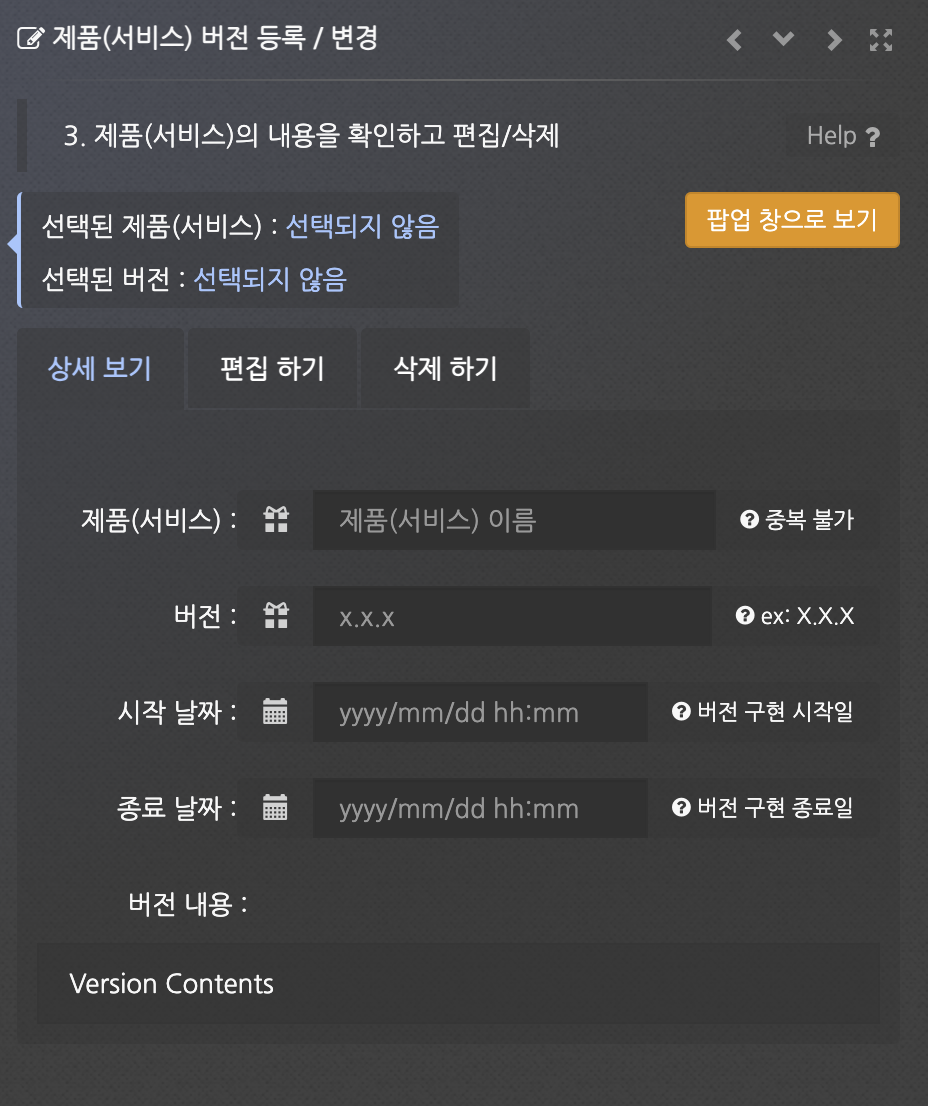 제품(서비스) 버전 등록 / 변경
3. 제품(서비스)의 내용을 확인하고 편집/삭제
Help ?
선택된 제품(서비스) : 선택되지 않음
팝업 창으로 보기
선택된 버전 : 선택되지 않음
상세 보기 편집 하기 삭제 하기
제품(서비스) : 제품(서비스) 이름 ? 중복 불가
버전 : x.x.x ? ex: X.X.X
시작 날짜 : yyyy/mm/dd hh:mm ? 버전 구현 시작일
종료 날짜 : yyyy/mm/dd hh:mm ? 버전 구현 종료일
버전 내용 :
Version Contents